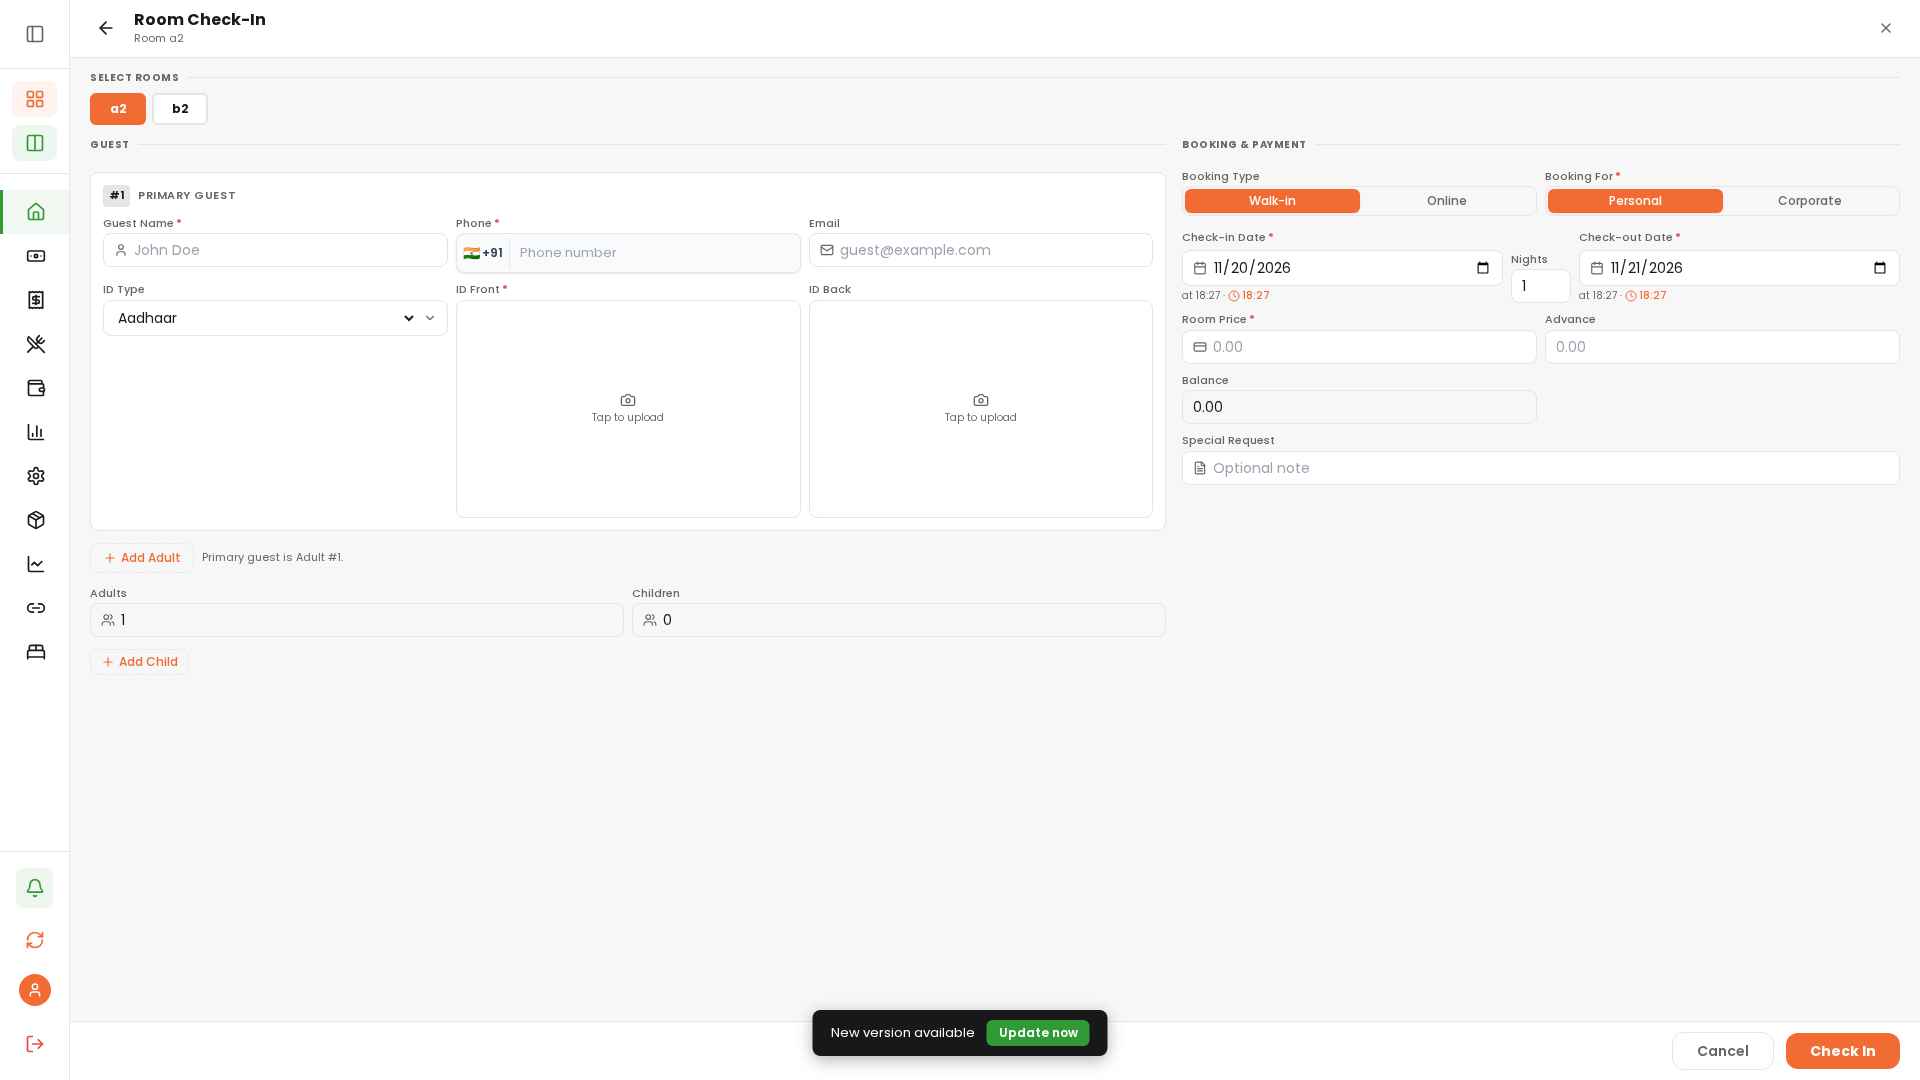 Room Check-In
Room a2
SELECT ROOMS
a2
b2
GUEST
#1 PRIMARY GUEST
Guest Name *
John Doe
Phone *
+91 Phone number
Email
guest@example.com
ID Type
Aadhaar
ID Front *
Tap to upload
ID Back
Tap to upload
+ Add Adult
Primary guest is Adult #1.
Adults
1
Children
0
+ Add Child
BOOKING & PAYMENT
Booking Type
Walk-in
Online
Booking For *
Personal
Corporate
Check-in Date *
11/20/2026
at 18:27 · 18:27
Nights
1
Check-out Date *
11/21/2026
at 18:27 · 18:27
Room Price *
0.00
Advance
0.00
Balance
0.00
Special Request
Optional note
New version available
Update now
Cancel
Check In